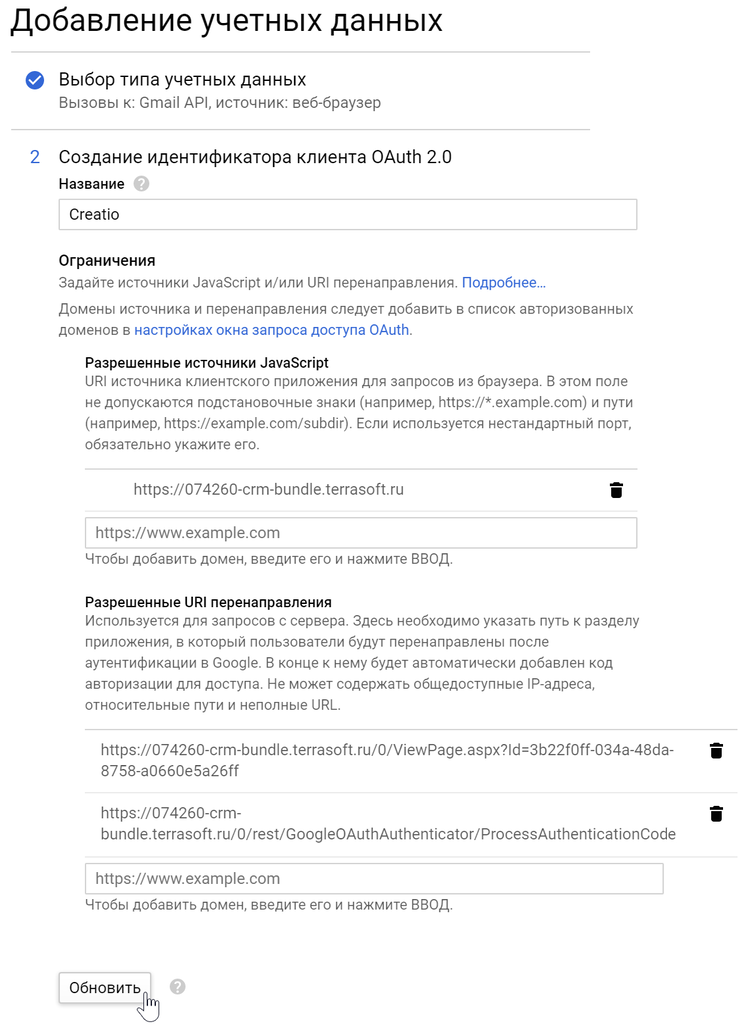 Добавление учетных данных
Выбор типа учетных данных
Вызовы к: Gmail API, источник: веб-браузер
2 Создание идентификатора клиента OAuth 2.0
Название ?
Creatio
Ограничения
Задайте источники JavaScript и/или URI перенаправления. Подробнее…
Домены источника и перенаправления следует добавить в список авторизованных
доменов в настройках окна запроса доступа OAuth.
Разрешенные источники JavaScript
URI источника клиентского приложения для запросов из браузера. В этом поле
не допускаются подстановочные знаки (например, https://*.example.com) и пути
(например, https://example.com/subdir). Если используется нестандартный порт,
обязательно укажите его.
https://074260-crm-bundle.terrasoft.ru
https://www.example.com
Чтобы добавить домен, введите его и нажмите ВВОД.
Разрешенные URI перенаправления
Используется для запросов с сервера. Здесь необходимо указать путь к разделу
приложения, в который пользователи будут перенаправлены после
аутентификации в Google. В конце к нему будет автоматически добавлен код
авторизации для доступа. Не может содержать общедоступные IP-адреса,
относительные пути и неполные URL.
https://074260-crm-bundle.terrasoft.ru/0/ViewPage.aspx?Id=3b22f0ff-034a-48da-
8758-a0660e5a26ff
https://074260-crm-
bundle.terrasoft.ru/0/rest/GoogleOAuthAuthenticator/ProcessAuthenticationCode
https://www.example.com
Чтобы добавить домен, введите его и нажмите ВВОД.
Обновить ?